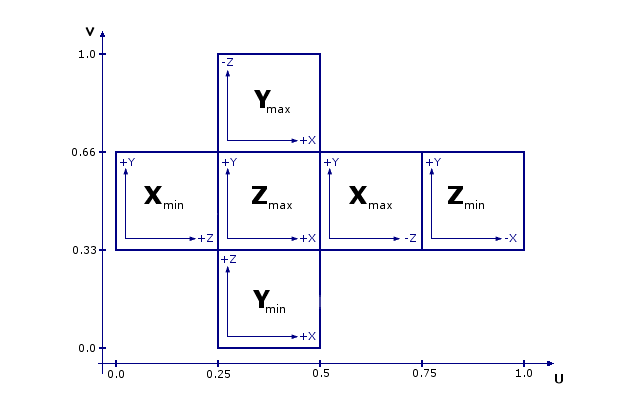 V
1.0
-Z
Ymax
+X
0.66
+Y
Xmin
+Z
+Y
Zmax
+X
+Y
Xmax
-Z
+Y
Zmin
-X
0.33
+Z
Ymin
+X
0.0
0.0
0.25
0.5
0.75
1.0
U